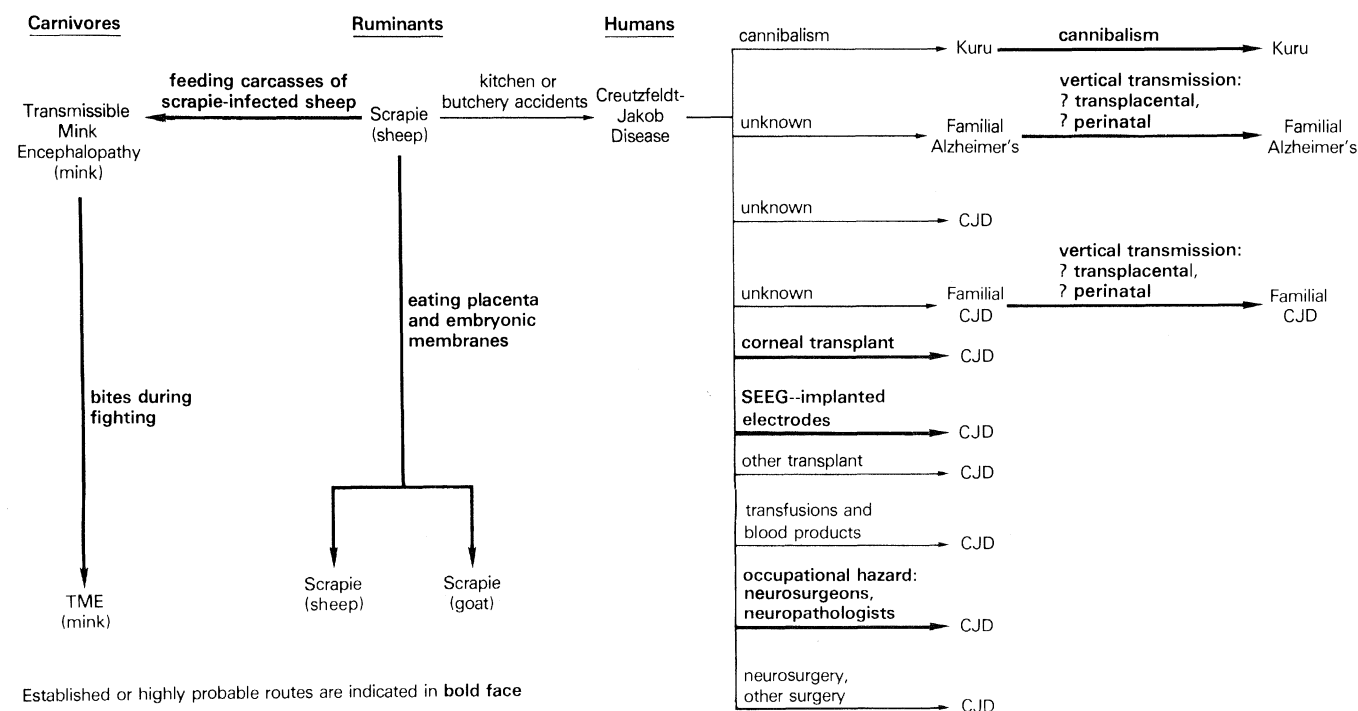 Carnivores
Ruminants
Humans
feeding carcasses of
scrapie-infected sheep
kitchen or
butchery accidents
Transmissible
Mink
Encephalopathy
(mink)
Scrapie
(sheep)
Creutzfeldt-
Jakob
Disease
cannibalism
Kuru
cannibalism
Kuru
unknown
Familial
Alzheimer's
vertical transmission:
? transplacental,
? perinatal
Familial
Alzheimer's
unknown
CJD
unknown
Familial
CJD
vertical transmission:
? transplacental,
? perinatal
Familial
CJD
corneal transplant
CJD
SEEG--implanted
electrodes
CJD
other transplant
CJD
transfusions and
blood products
CJD
occupational hazard:
neurosurgeons,
neuropathologists
CJD
neurosurgery,
other surgery
CJD
eating placenta
and embryonic
membranes
bites during
fighting
Scrapie
(sheep)
Scrapie
(goat)
TME
(mink)
Established or highly probable routes are indicated in bold face